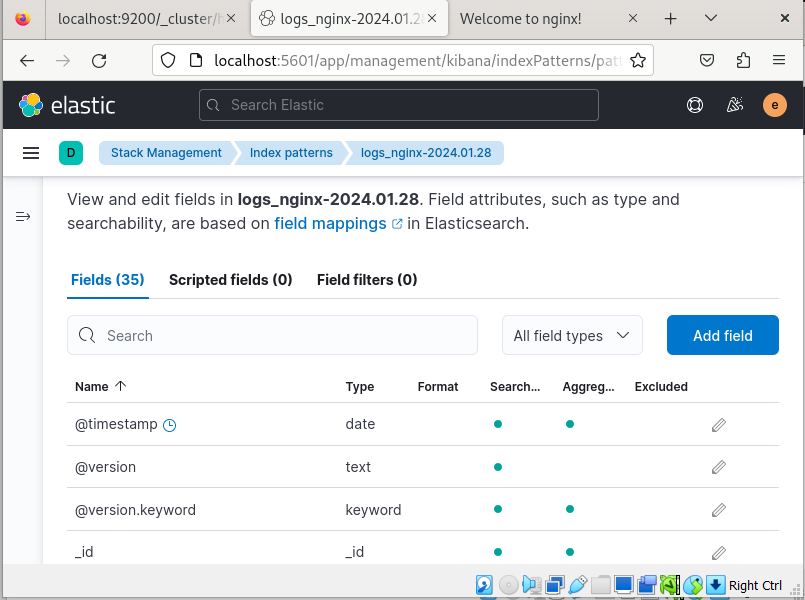 localhost:9200/_cluster/h
logs_nginx-2024.01.28
Welcome to nginx!
localhost:5601/app/management/kibana/indexPatterns/patt
elastic
Search Elastic
e
D
Stack Management
Index patterns
logs_nginx-2024.01.28
View and edit fields in logs_nginx-2024.01.28. Field attributes, such as type and
searchability, are based on field mappings in Elasticsearch.
Fields (35)
Scripted fields (0)
Field filters (0)
Search
All field types
Add field
Name Type Format Search... Aggreg... Excluded
@timestamp date
@version text
@version.keyword keyword
_id _id
Right Ctrl